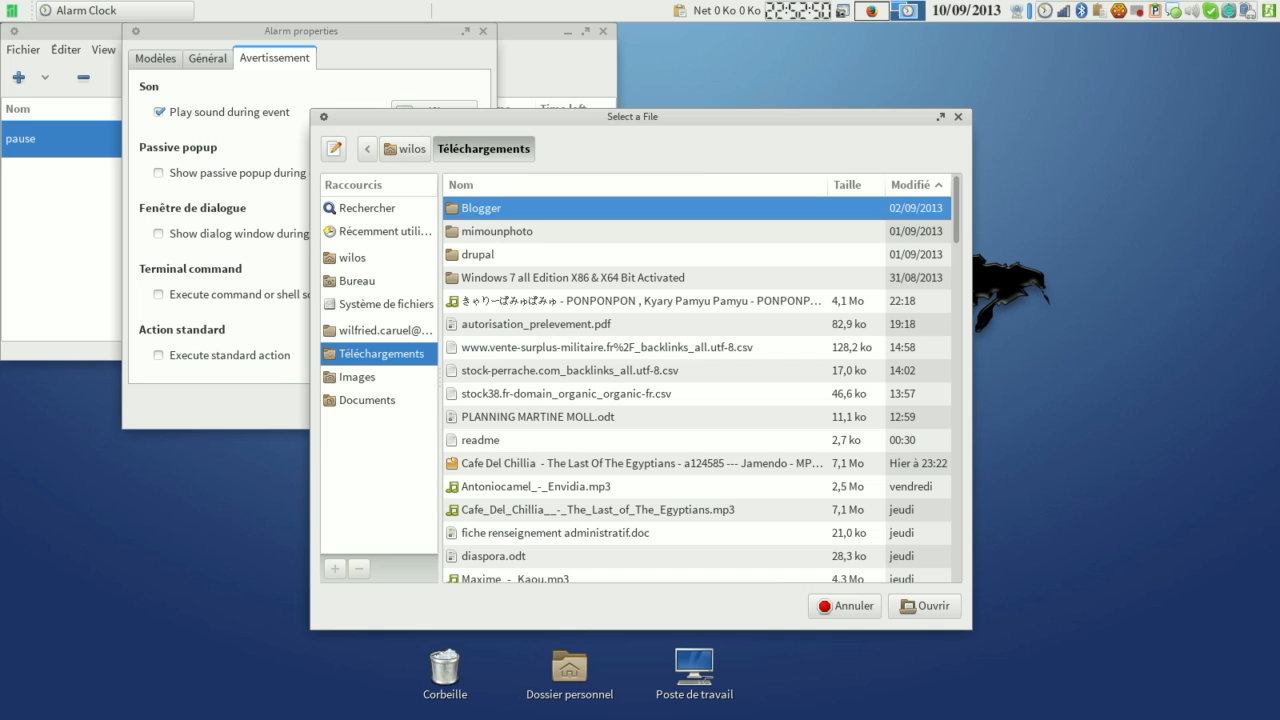 Alarm Clock
Net 0 Ko 0 Ko
22:52:50
10/09/2013
Fichier Éditer View
Nom
pause
Alarm properties
Modèles Général Avertissement
Son
Play sound during event
Passive popup
Show passive popup during
Fenêtre de dialogue
Show dialog window during
Terminal command
Execute command or shell sc
Action standard
Execute standard action
Select a File
wilos Téléchargements
Raccourcis
Rechercher
Récemment utili...
wilos
Bureau
Système de fichiers
wilfried.caruel@...
Téléchargements
Images
Documents
Nom Taille Modifié
Blogger 02/09/2013
mimounphoto 01/09/2013
drupal 01/09/2013
Windows 7 all Edition X86 & X64 Bit Activated 31/08/2013
きゃりーぱみゅぱみゅ - PONPONPON , Kyary Pamyu Pamyu - PONPONP... 4,1 Mo 22:18
autorisation_prelevement.pdf 82,9 ko 19:18
www.vente-surplus-militaire.fr%2F_backlinks_all.utf-8.csv 128,2 ko 14:58
stock-perrache.com_backlinks_all.utf-8.csv 17,0 ko 14:02
stock38.fr-domain_organic_organic-fr.csv 46,6 ko 13:57
PLANNING MARTINE MOLL.odt 11,1 ko 12:59
readme 2,7 ko 00:30
Cafe Del Chillia - The Last Of The Egyptians - a124585 --- Jamendo - MP... 7,1 Mo Hier à 23:22
Antoniocamel_-_Envidia.mp3 2,5 Mo vendredi
Cafe_Del_Chillia__-_The_Last_of_The_Egyptians.mp3 7,1 Mo jeudi
fiche renseignement administratif.doc 21,0 ko jeudi
diaspora.odt 28,3 ko jeudi
Maxime_-_Kaou.mp3 4,3 Mo jeudi
Annuler Ouvrir
Corbeille
Dossier personnel
Poste de travail